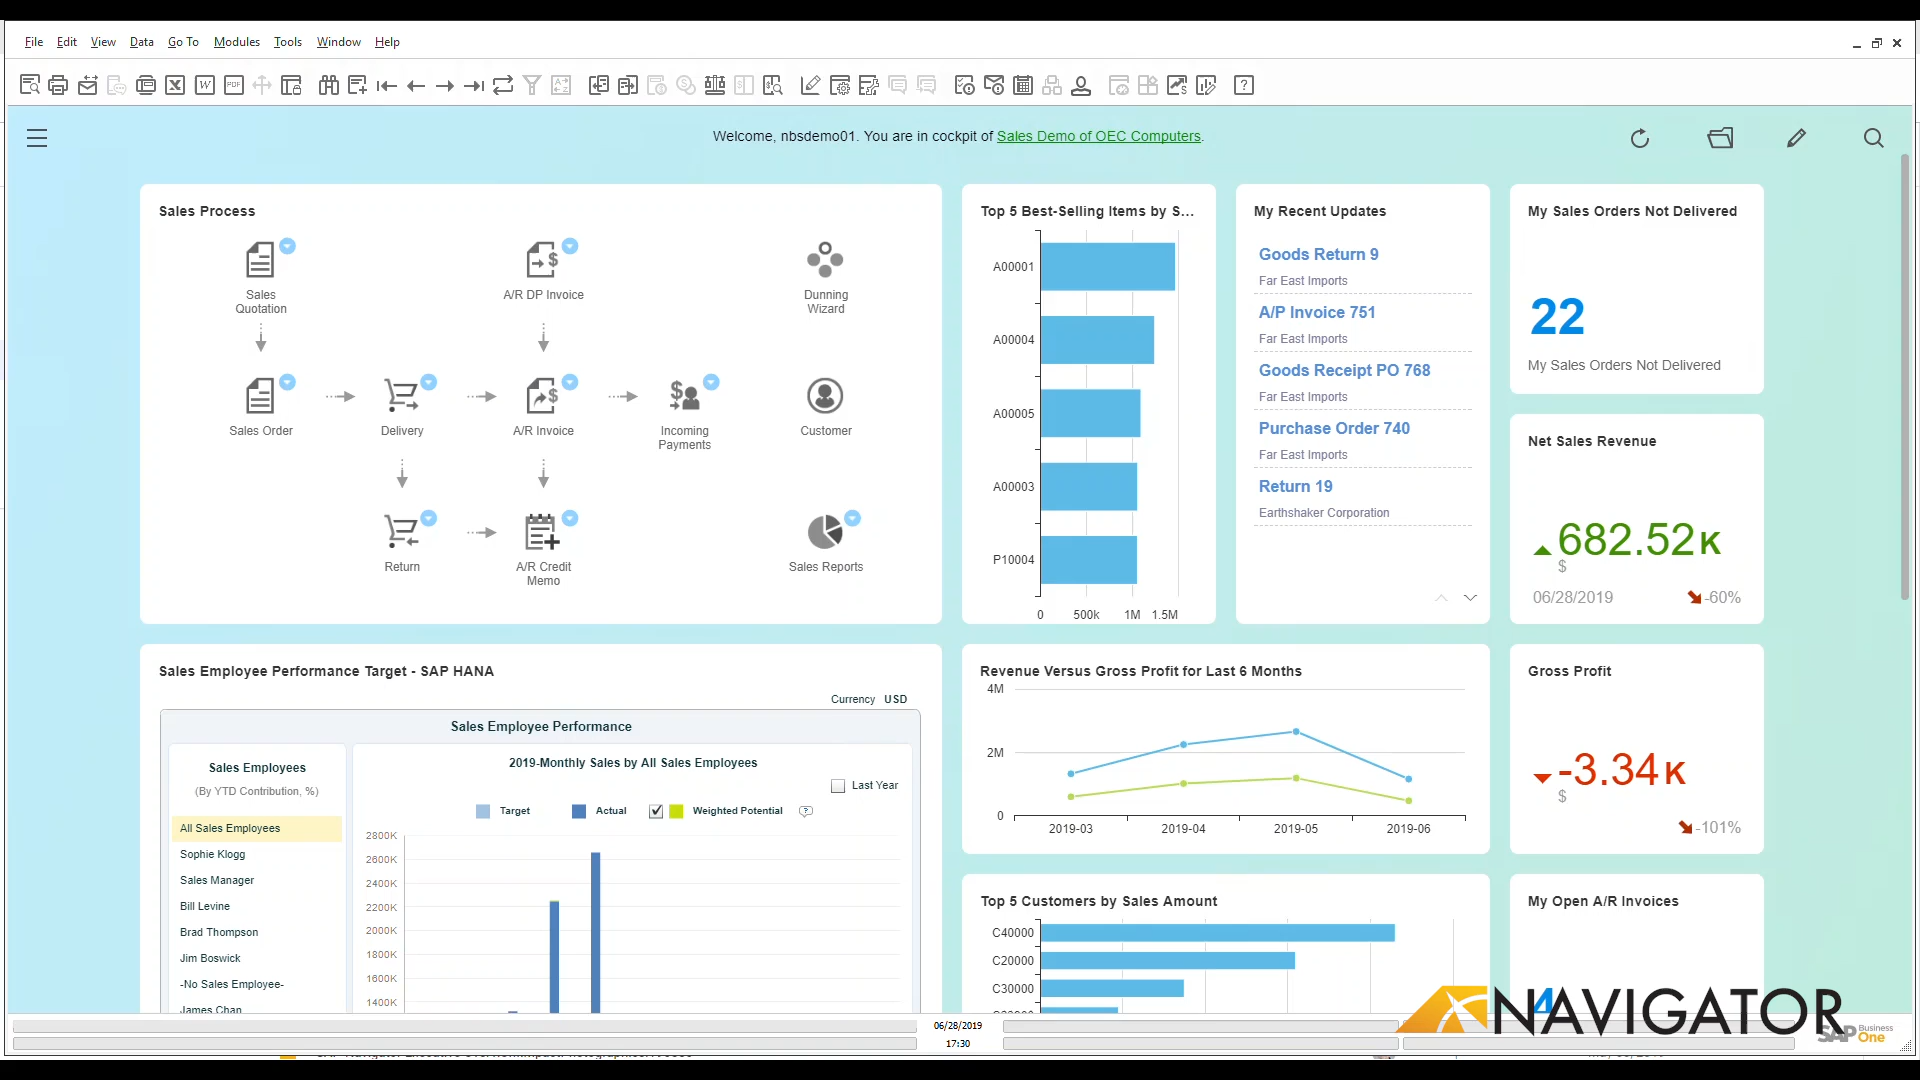 File Edit View Data Go To Modules Tools Window Help
Welcome, nbsdemo01. You are in cockpit of Sales Demo of OEC Computers.
Sales Process
Sales
Quotation
A/R DP Invoice
Dunning
Wizard
Sales Order
Delivery
A/R Invoice
Incoming
Payments
Customer
Return
A/R Credit
Memo
Sales Reports
Top 5 Best-Selling Items by S...
A00001
A00004
A00005
A00003
P10004
0 500k 1M 1.5M
My Recent Updates
Goods Return 9
Far East Imports
A/P Invoice 751
Far East Imports
Goods Receipt PO 768
Far East Imports
Purchase Order 740
Far East Imports
Return 19
Earthshaker Corporation
My Sales Orders Not Delivered
22
My Sales Orders Not Delivered
Net Sales Revenue
682.52K
$
06/28/2019 -60%
Sales Employee Performance Target - SAP HANA
Currency USD
Sales Employee Performance
Sales Employees
(By YTD Contribution, %)
All Sales Employees
Sophie Klogg
Sales Manager
Bill Levine
Brad Thompson
Jim Boswick
-No Sales Employee-
James Chan
2019-Monthly Sales by All Sales Employees
Last Year
Target Actual Weighted Potential
2800K
2600K
2400K
2200K
2000K
1800K
1600K
1400K
Revenue Versus Gross Profit for Last 6 Months
4M
2M
0
2019-03 2019-04 2019-05 2019-06
Gross Profit
-3.34K
$
-101%
Top 5 Customers by Sales Amount
C40000
C20000
C30000
My Open A/R Invoices
4
NAVIGATOR
SAP Business One
06/28/2019
17:30